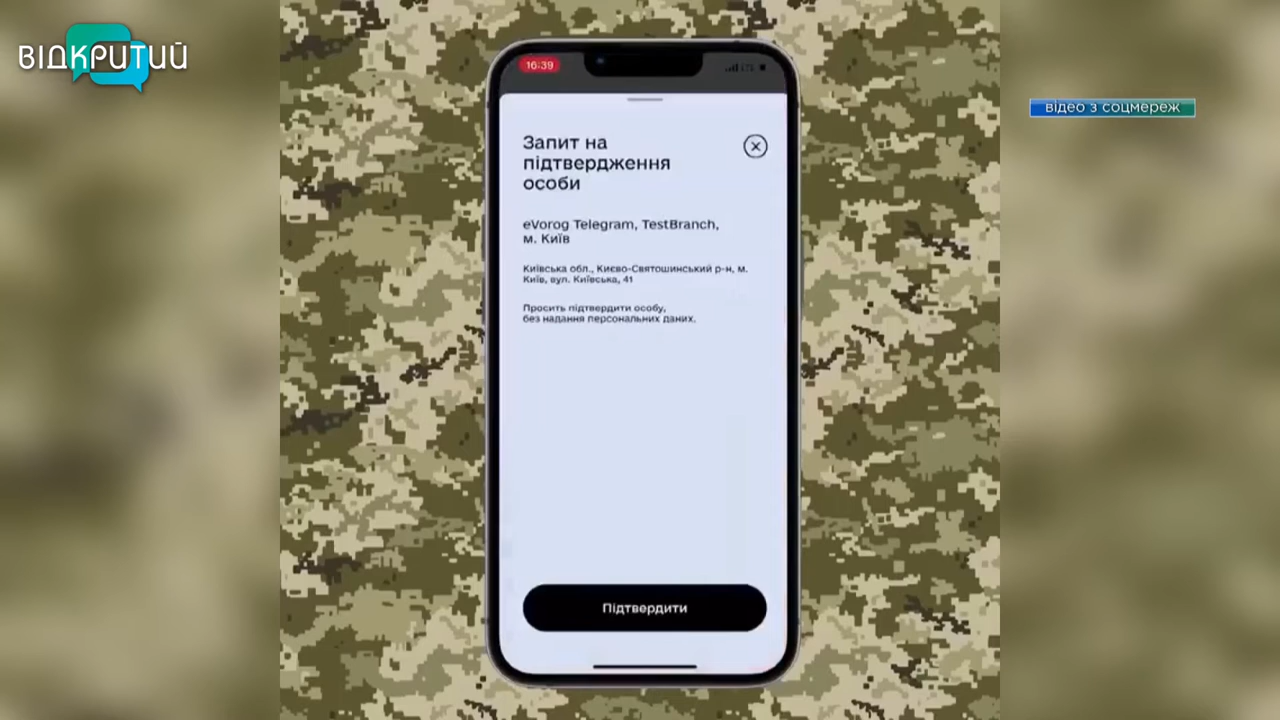 ВІДКРИТИЙ
відео з соцмереж
16:39
LTE
Запит на
підтвердження
особи
eVorog Telegram, TestBranch,
м. Київ
Київська обл., Києво-Святошинський р-н, м.
Київ, вул. Київська, 41
Просить підтвердити особу,
без надання персональних даних.
Підтвердити